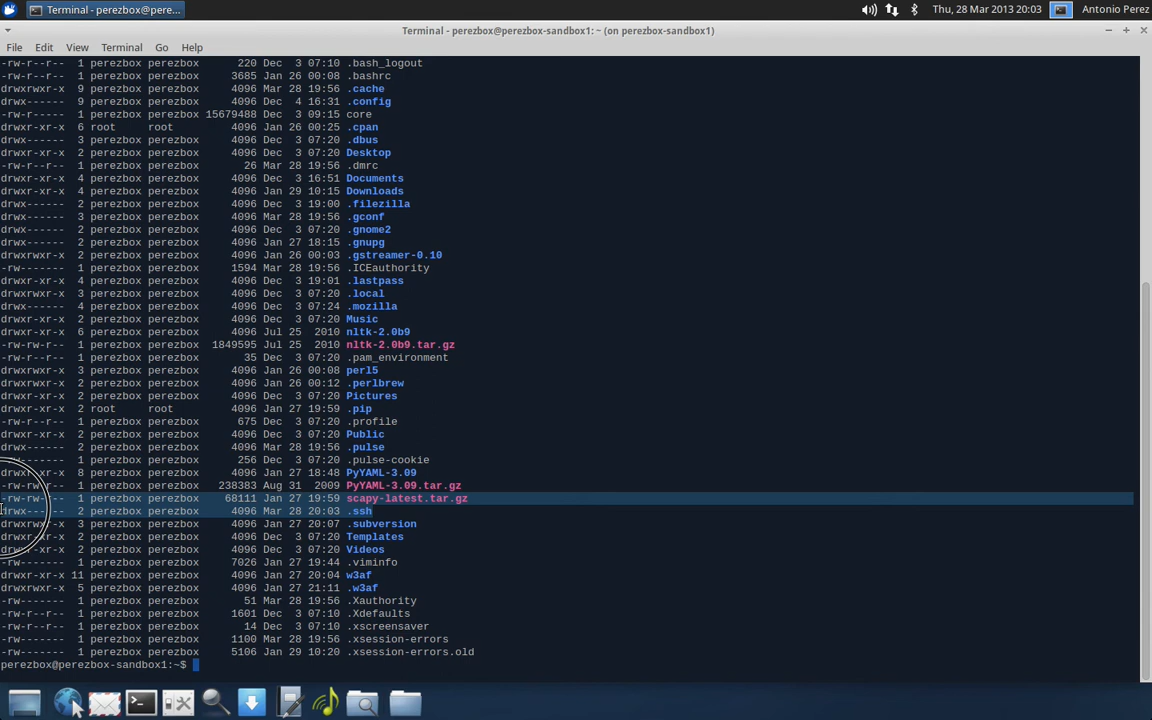 Terminal - perezbox@pere...
Thu, 28 Mar 2013 20:03
Antonio Perez
Terminal - perezbox@perezbox-sandbox1: ~ (on perezbox-sandbox1)
File Edit View Terminal Go Help
-rw-r--r-- 1 perezbox perezbox 220 Dec 3 07:10 .bash_logout
-rw-r--r-- 1 perezbox perezbox 3685 Jan 26 00:08 .bashrc
drwxrwxr-x 9 perezbox perezbox 4096 Mar 28 19:56 .cache
drwx------ 9 perezbox perezbox 4096 Dec 4 16:31 .config
-rw-r----- 1 perezbox perezbox 15679488 Dec 3 09:15 core
drwxr-xr-x 6 root root 4096 Jan 26 00:25 .cpan
drwx------ 3 perezbox perezbox 4096 Dec 3 07:20 .dbus
drwxr-xr-x 2 perezbox perezbox 4096 Dec 3 07:20 Desktop
-rw-r--r-- 1 perezbox perezbox 26 Mar 28 19:56 .dmrc
drwxr-xr-x 4 perezbox perezbox 4096 Dec 3 16:51 Documents
drwxr-xr-x 4 perezbox perezbox 4096 Jan 29 10:15 Downloads
drwx------ 2 perezbox perezbox 4096 Dec 3 19:00 .filezilla
drwx------ 3 perezbox perezbox 4096 Mar 28 19:56 .gconf
drwx------ 2 perezbox perezbox 4096 Dec 3 07:20 .gnome2
drwx------ 2 perezbox perezbox 4096 Jan 27 18:15 .gnupg
drwxrwxr-x 2 perezbox perezbox 4096 Jan 26 00:03 .gstreamer-0.10
-rw------- 1 perezbox perezbox 1594 Mar 28 19:56 .ICEauthority
drwxr-xr-x 4 perezbox perezbox 4096 Dec 3 19:01 .lastpass
drwxrwxr-x 3 perezbox perezbox 4096 Dec 3 07:20 .local
drwx------ 4 perezbox perezbox 4096 Dec 3 07:24 .mozilla
drwxr-xr-x 2 perezbox perezbox 4096 Dec 3 07:20 Music
drwxr-xr-x 6 perezbox perezbox 4096 Jul 25 2010 nltk-2.0b9
-rw-rw-r-- 1 perezbox perezbox 1849595 Jul 25 2010 nltk-2.0b9.tar.gz
-rw-r--r-- 1 perezbox perezbox 35 Dec 3 07:20 .pam_environment
drwxrwxr-x 3 perezbox perezbox 4096 Jan 26 00:08 perl5
drwxrwxr-x 2 perezbox perezbox 4096 Jan 26 00:12 .perlbrew
drwxr-xr-x 2 perezbox perezbox 4096 Dec 3 07:20 Pictures
drwxr-xr-x 2 root root 4096 Jan 27 19:59 .pip
-rw-r--r-- 1 perezbox perezbox 675 Dec 3 07:20 .profile
drwxr-xr-x 2 perezbox perezbox 4096 Dec 3 07:20 Public
drwx------ 2 perezbox perezbox 4096 Mar 28 19:56 .pulse
-rw------- 1 perezbox perezbox 256 Dec 3 07:20 .pulse-cookie
drwxr-xr-x 8 perezbox perezbox 4096 Jan 27 18:48 PyYAML-3.09
-rw-rw-r-- 1 perezbox perezbox 238383 Aug 31 2009 PyYAML-3.09.tar.gz
-rw-rw-r-- 1 perezbox perezbox 68111 Jan 27 19:59 scapy-latest.tar.gz
drwx------ 2 perezbox perezbox 4096 Mar 28 20:03 .ssh
drwxrwxr-x 3 perezbox perezbox 4096 Jan 27 20:07 .subversion
drwxr-xr-x 2 perezbox perezbox 4096 Dec 3 07:20 Templates
drwxr-xr-x 2 perezbox perezbox 4096 Dec 3 07:20 Videos
-rw------- 1 perezbox perezbox 7026 Jan 27 19:44 .viminfo
drwxr-xr-x 11 perezbox perezbox 4096 Jan 27 20:04 w3af
drwxrwxr-x 5 perezbox perezbox 4096 Jan 27 21:11 .w3af
-rw------- 1 perezbox perezbox 51 Mar 28 19:56 .Xauthority
-rw-r--r-- 1 perezbox perezbox 1601 Dec 3 07:10 .Xdefaults
-rw-r--r-- 1 perezbox perezbox 14 Dec 3 07:10 .xscreensaver
-rw------- 1 perezbox perezbox 1100 Mar 28 19:56 .xsession-errors
-rw------- 1 perezbox perezbox 5106 Jan 29 10:20 .xsession-errors.old
perezbox@perezbox-sandbox1:~$